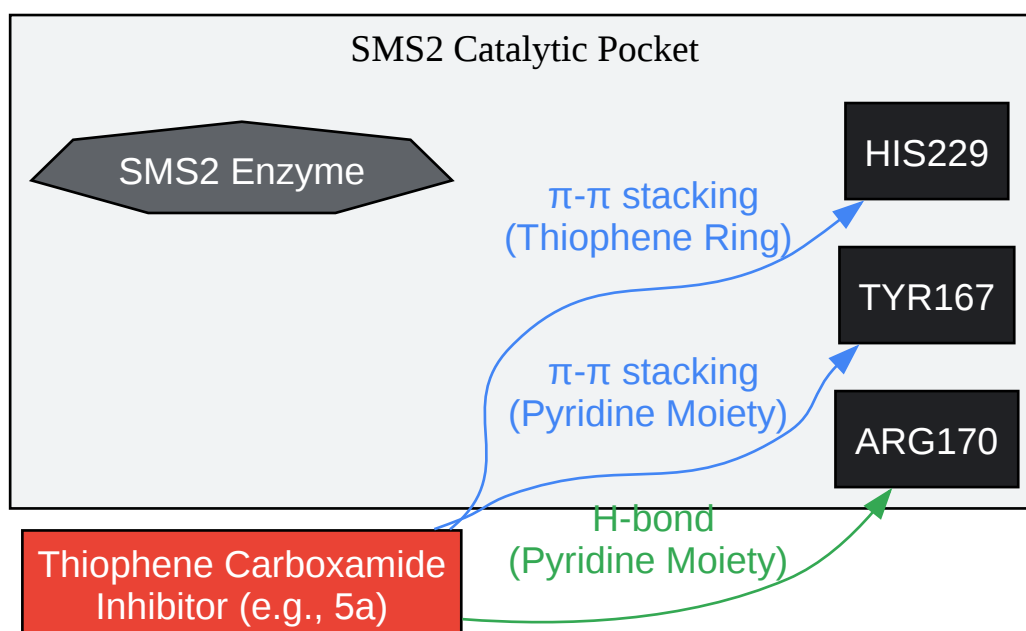 SMS2 Catalytic Pocket
SMS2 Enzyme
HIS229
π-π stacking
(Thiophene Ring)
TYR167
π-π stacking
(Pyridine Moiety)
ARG170
H-bond
(Pyridine Moiety)
Thiophene Carboxamide
Inhibitor (e.g., 5a)